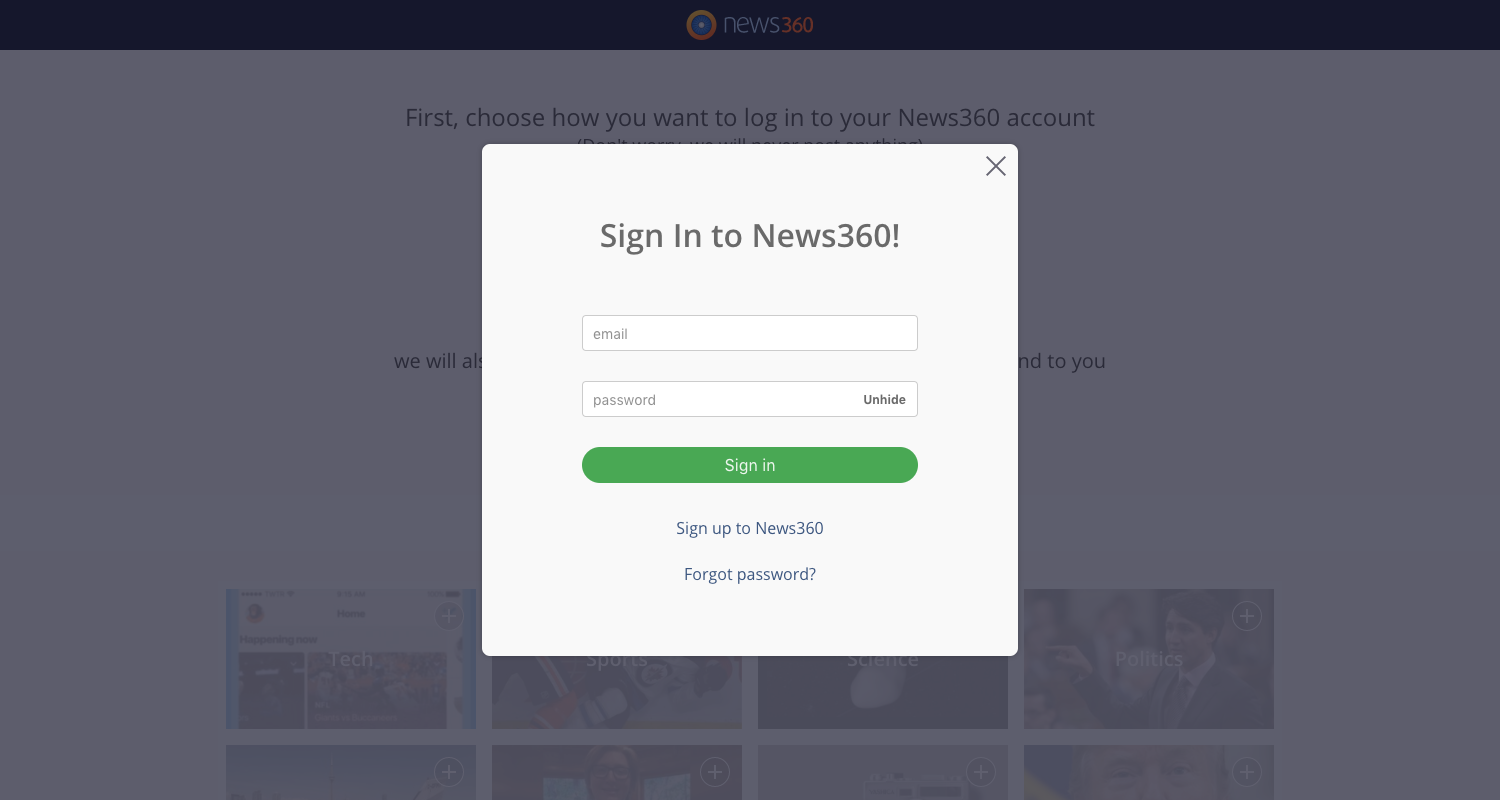 news360
First, choose how you want to log in to your News360 account
(Don't worry, we will never post anything)
Sign In to News360!
email
we will
nd to you
password
Unhide
Sign in
Sign up to News360
Forgot password?
Home
Happening now
Tech
Sports
Science
Politics